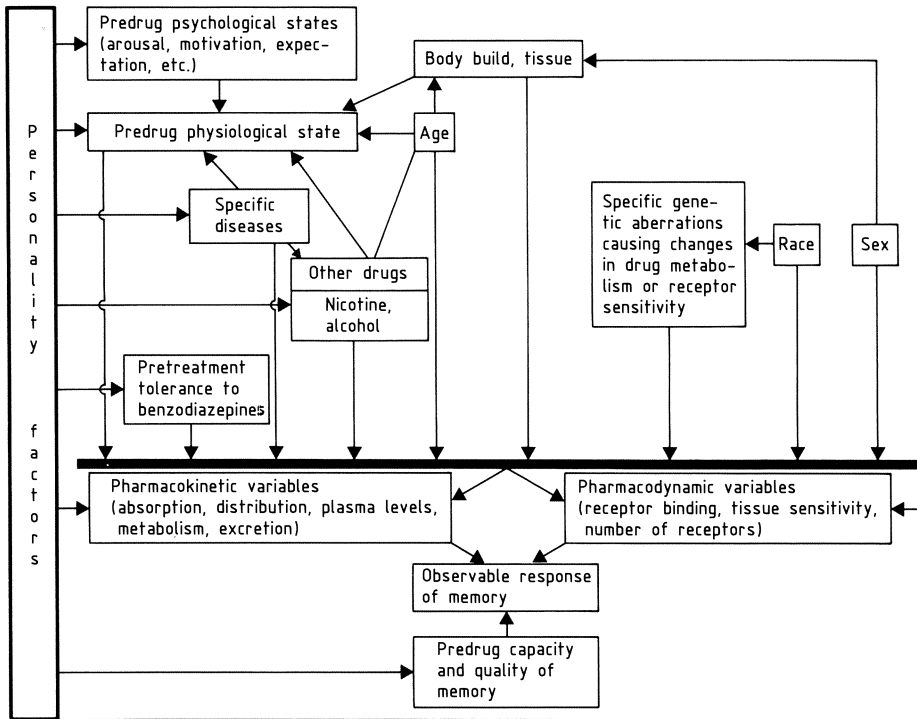 Personality factors
Predrug psychological states
(arousal, motivation, expec-
tation, etc.)
Body build, tissue
Predrug physiological state
Age
Specific
diseases
Specific gene-
tic aberrations
causing changes
in drug metabo-
lism or receptor
sensitivity
Race
Sex
Other drugs
Nicotine,
alcohol
Pretreatment
tolerance to
benzodiazepines
Pharmacokinetic variables
(absorption, distribution, plasma levels,
metabolism, excretion)
Pharmacodynamic variables
(receptor binding, tissue sensitivity,
number of receptors)
Observable response
of memory
Predrug capacity
and quality of
memory